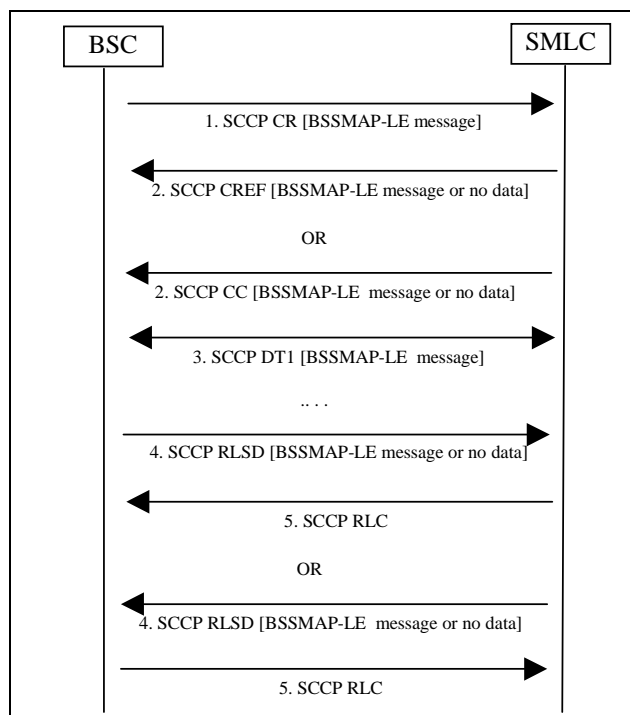 BSC
SMLC
1. SCCP CR [BSSMAP-LE message]
2. SCCP CREF [BSSMAP-LE message or no data]
OR
2. SCCP CC [BSSMAP-LE message or no data]
3. SCCP DT1 [BSSMAP-LE message]
.. . .
4. SCCP RLSD [BSSMAP-LE message or no data]
5. SCCP RLC
OR
4. SCCP RLSD [BSSMAP-LE message or no data]
5. SCCP RLC